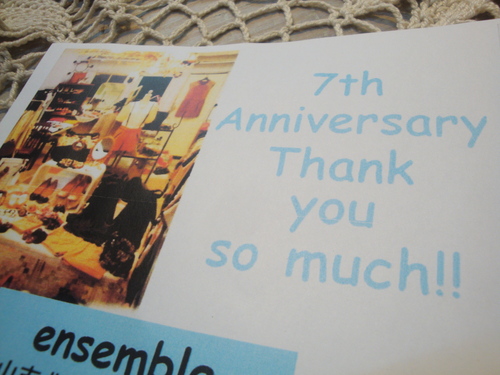 7th
Anniversary
Thank
you
so much!!
ensemble